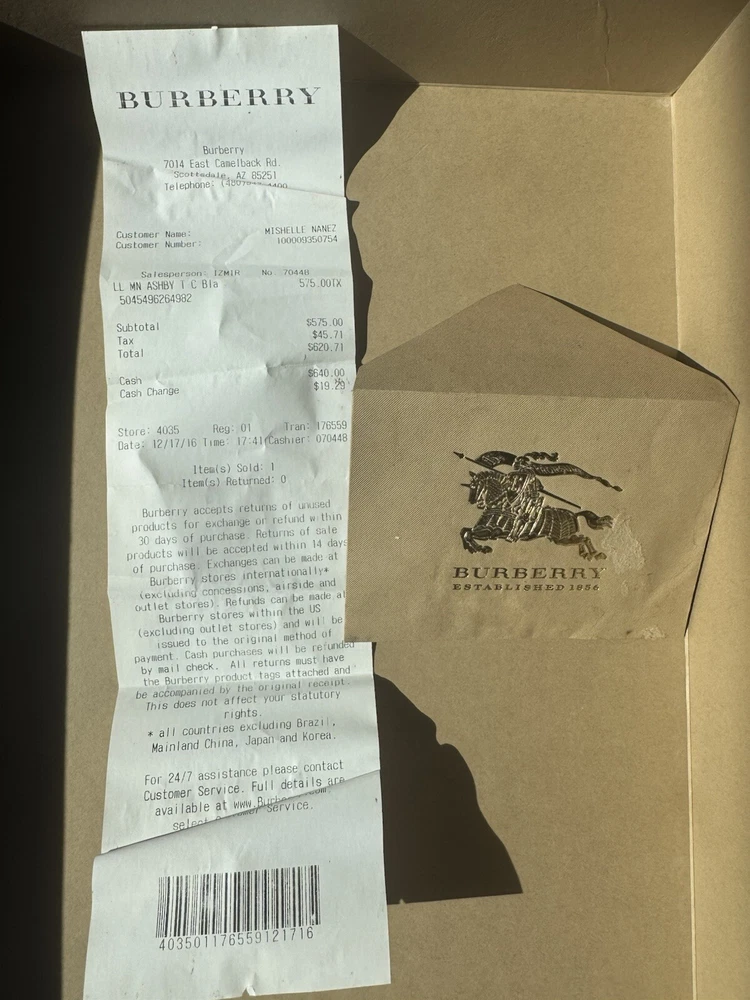 BURBERRY
Burberry
7014 East Camelback Rd.
Scottsdale, AZ 85251
Telephone: 4400
Customer Name: MISHELLE NANEZ
Customer Number: 100009350754
Salesperson: IZMIR No. 70448
LL MN ASHBY T C Bla 575.00TX
5045496264982
Subtotal $575.00
Tax $45.71
Total $620.71
Cash $640.00
Cash Change $19.29
Store: 4035 Reg: 01 Tran: 176559
Date: 12/17/16 Time: 17:41 Cashier: 070448
Item(s) Sold: 1
Item(s) Returned: 0
Burberry accepts returns of unused
products for exchange or refund within
30 days of purchase. Returns of sale
products will be accepted within 14 days
of purchase. Exchanges can be made at
Burberry stores internationally*
(excluding concessions, airside and
outlet stores). Refunds can be made at
Burberry stores within the US
(excluding outlet stores) and will be
issued to the original method of
payment. Cash purchases will be refunded
by mail check. All returns must have
the Burberry product tags attached and
be accompanied by the original receipt.
This does not affect your statutory
rights.
* all countries excluding Brazil,
Mainland China, Japan and Korea.
For 24/7 assistance please contact
Customer Service. Full details are
available at
Service.
403501176559121716
BURBERRY
ESTABLISHED 1856